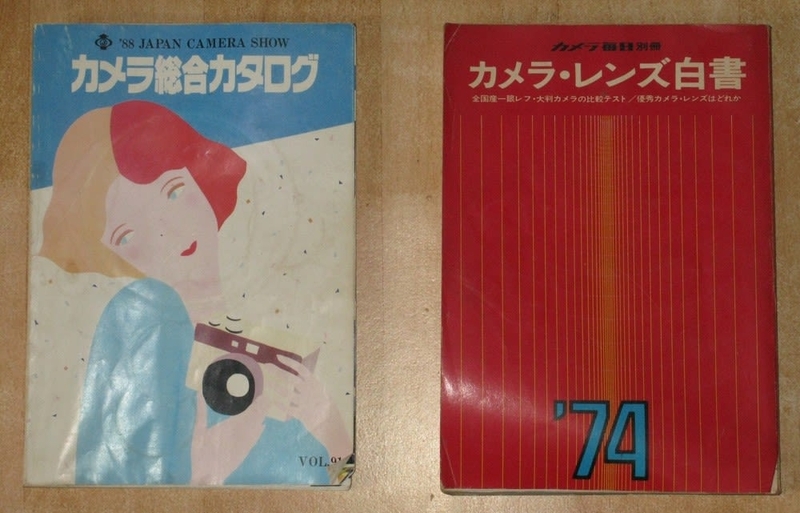 '88 JAPAN CAMERA SHOW
カメラ総合カタログ
VOL.91
カメラ毎日別冊
カメラ・レンズ白書
全国産一眼レフ・大判カメラの比較テスト/優秀カメラ・レンズはどれか
'74